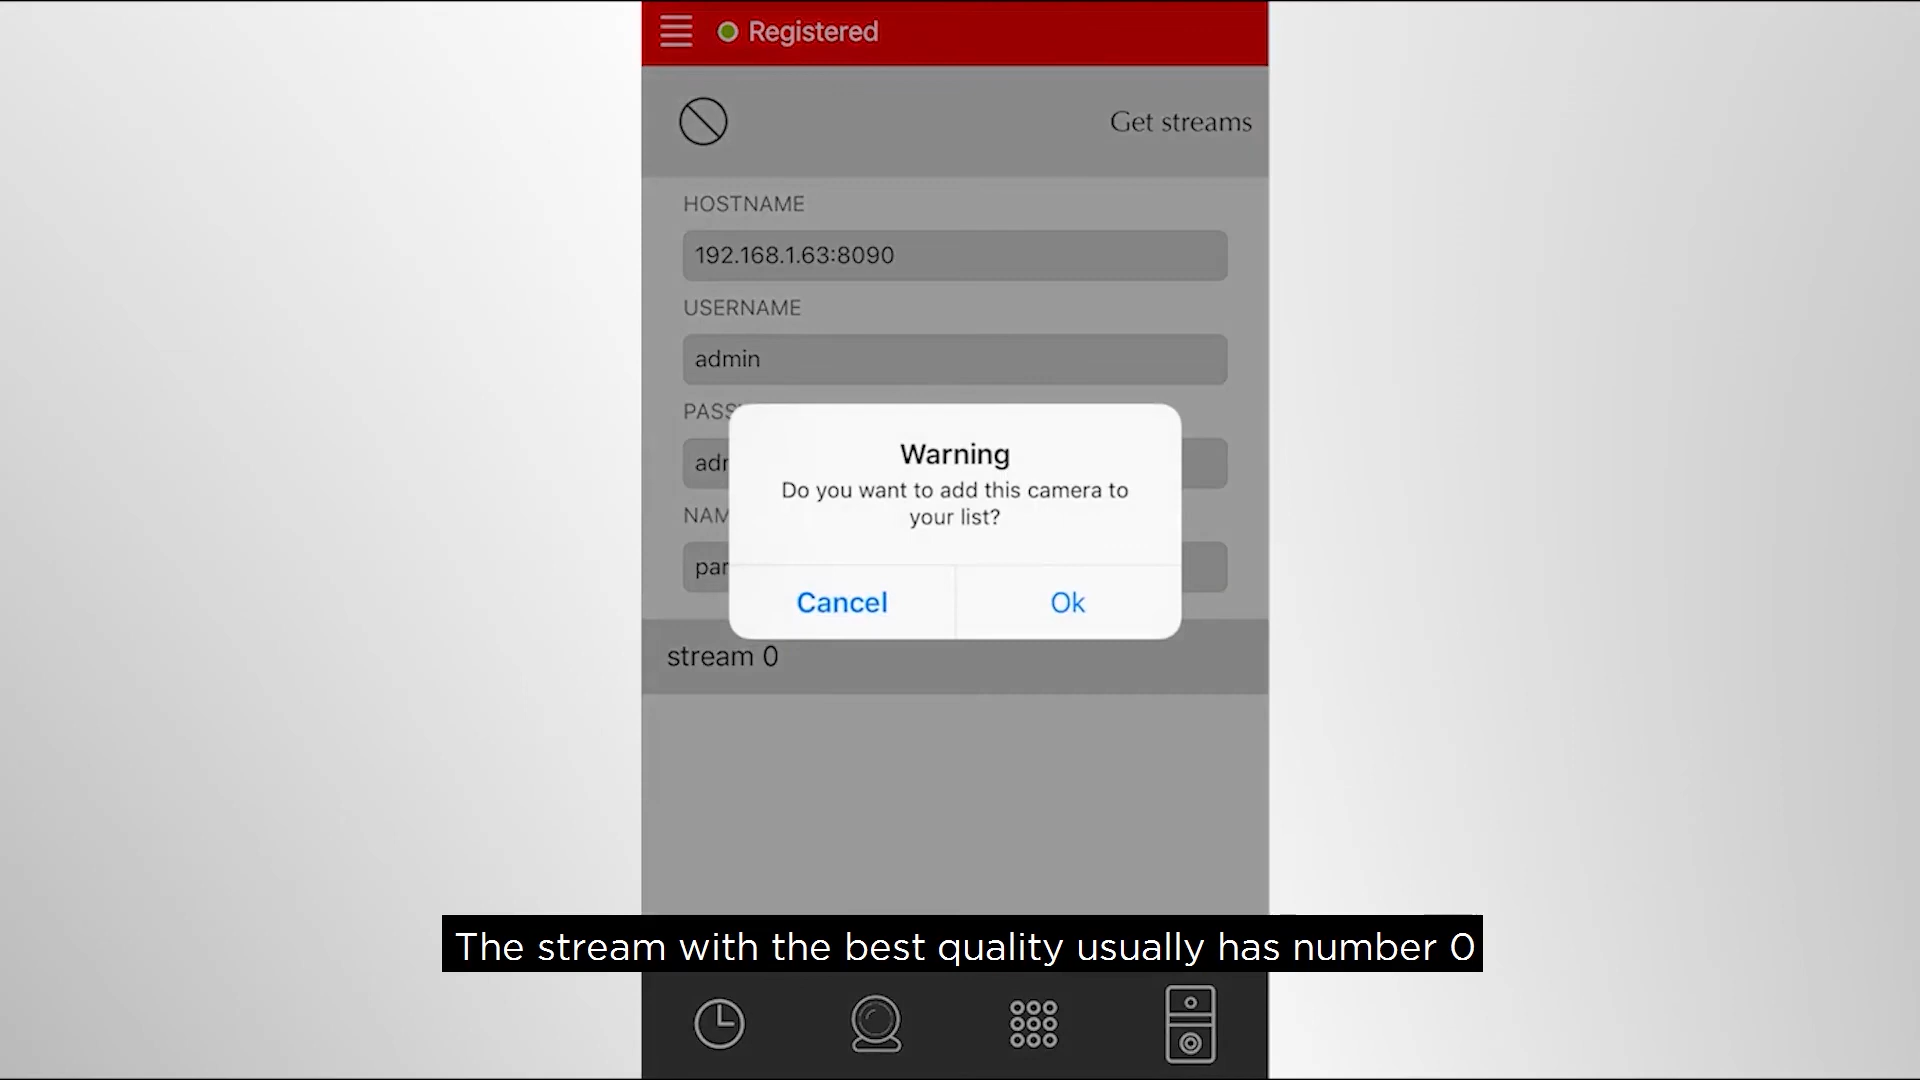 Registered
Get streams
HOSTNAME
192.168.1.63:8090
USERNAME
admin
Warning
Do you want to add this camera to
your list?
Cancel
Ok
stream 0
The stream with the best quality usually has number 0